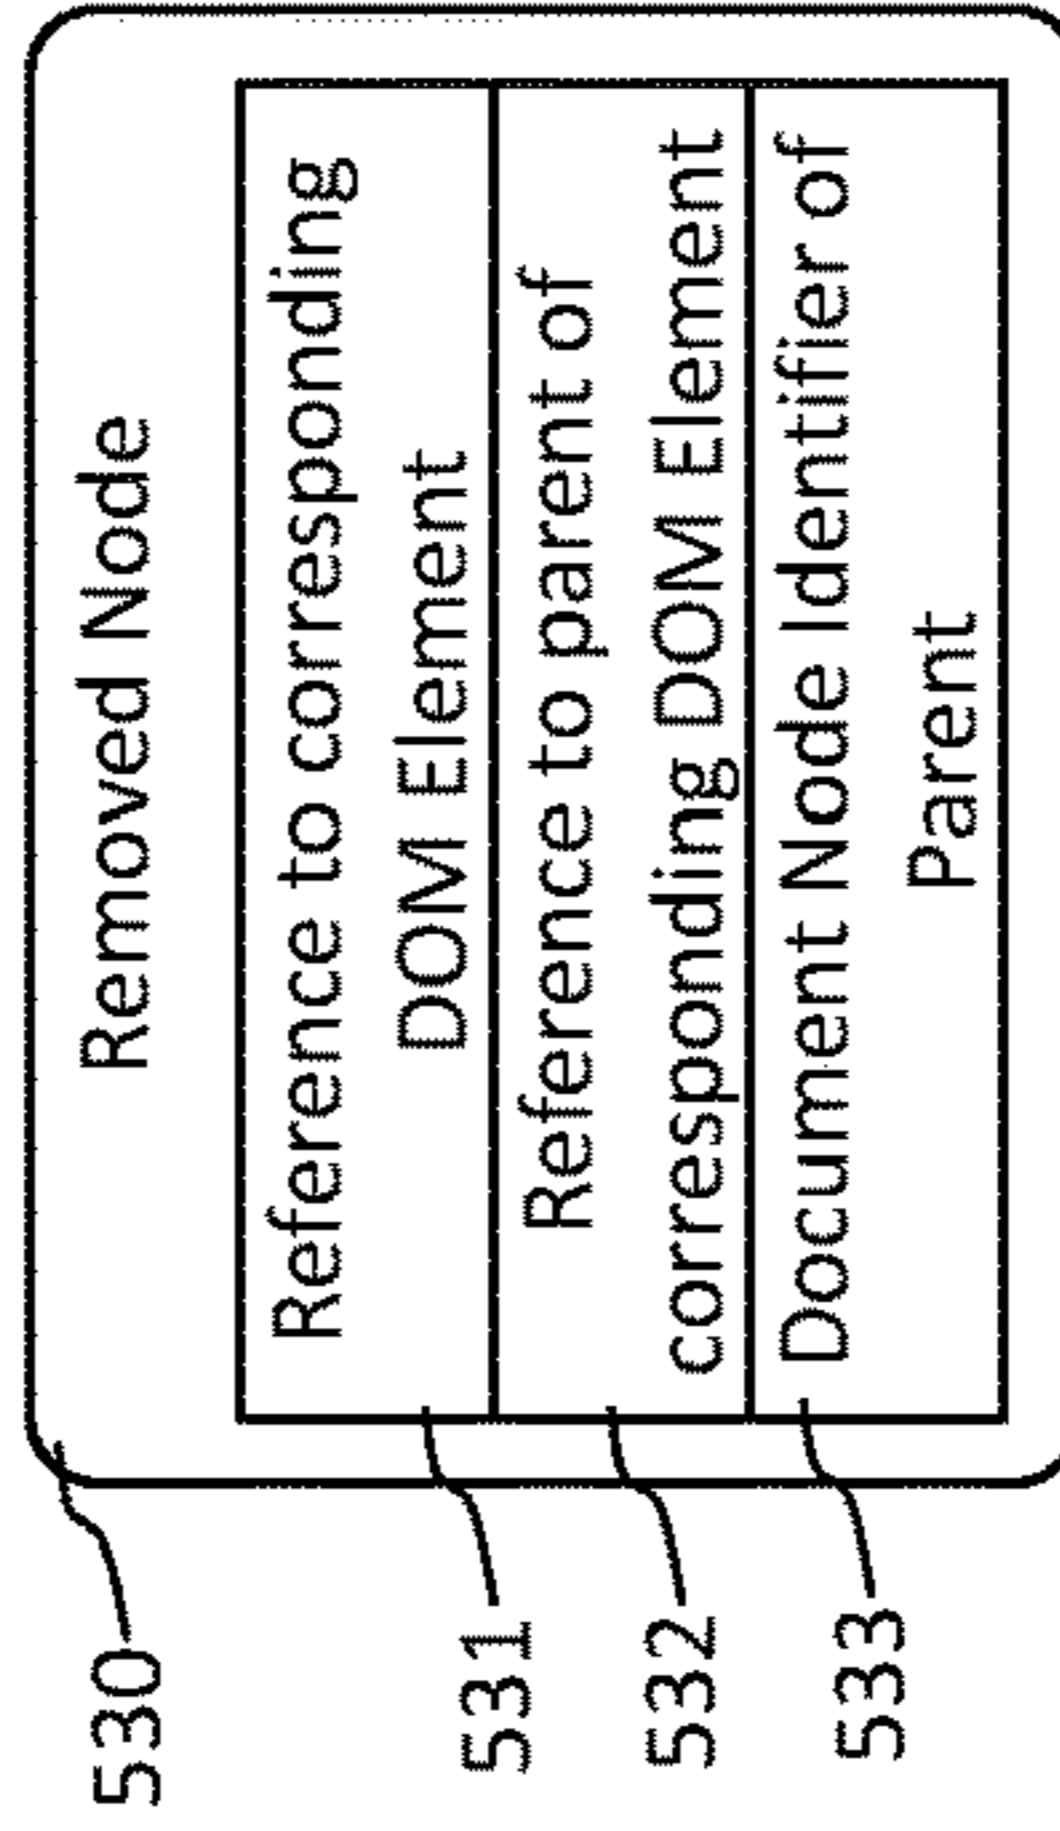 530
Removed Node
531
Reference to corresponding
DOM Element
532
Reference to parent of
corresponding DOM Element
533
Document Node Identifier of
Parent